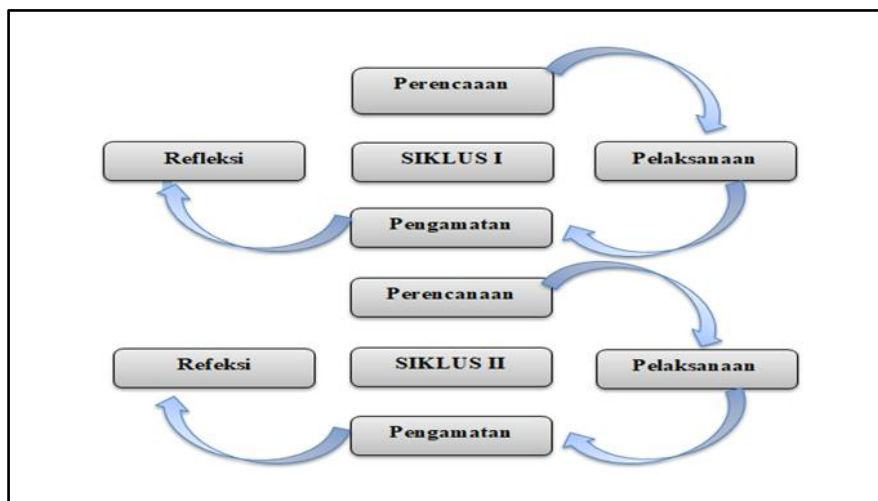 Perencaaan
Refleksi
SIKLUS I
Pelaksanaan
Pengamatan
Perencanaan
Refeksi
SIKLUS II
Pelaksanaan
Pengamatan